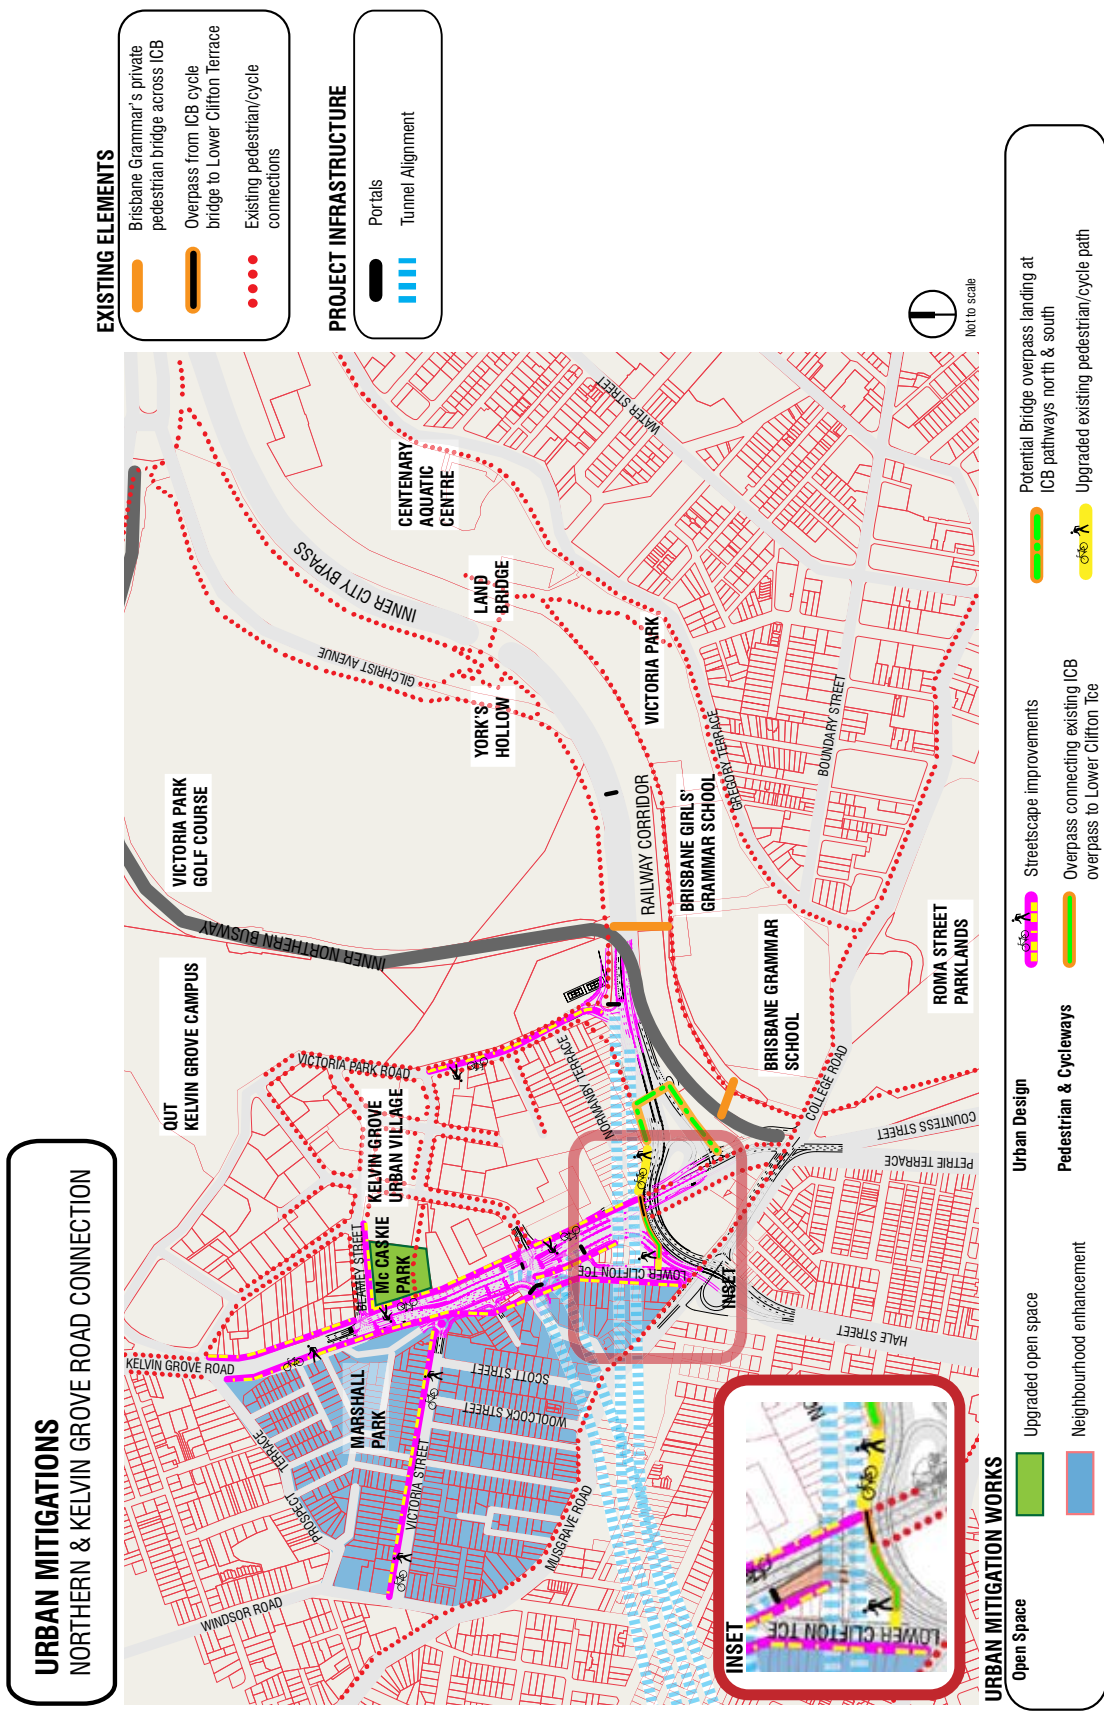 URBAN MITIGATIONS
NORTHERN & KELVIN GROVE ROAD CONNECTION
EXISTING ELEMENTS
Brisbane Grammar's private
pedestrian bridge across ICB
Overpass from ICB cycle
bridge to Lower Clifton Terrace
Existing pedestrian/cycle
connections
PROJECT INFRASTRUCTURE
Portals
Tunnel Alignment
Not to scale
KELVIN GROVE ROAD
QUT
KELVIN GROVE CAMPUS
VICTORIA PARK
GOLF COURSE
INNER NORTHERN BUSWAY
VICTORIA PARK ROAD
KELVIN GROVE
URBAN VILLAGE
BLAMEY STREET
Mc CASKIE
PARK
MARSHALL
PARK
PROSPECT
TERRACE
WINDSOR ROAD
VICTORIA STREET
SCOTT STREET
WOOLCOCK STREET
MUSGRAVE ROAD
NORMANBY TERRACE
LOWER CLIFTON TCE
INSET
HALE STREET
GILCHRIST AVENUE
INNER CITY BYPASS
YORK'S
HOLLOW
LAND
BRIDGE
CENTENARY
AQUATIC
CENTRE
WATER STREET
VICTORIA PARK
RAILWAY CORRIDOR
GREGORY TERRACE
BRISBANE GIRLS'
GRAMMAR SCHOOL
BOUNDARY STREET
BRISBANE GRAMMAR
SCHOOL
COLLEGE ROAD
ROMA STREET
PARKLANDS
COUNTESS STREET
PETRIE TERRACE
INSET
LOWER CLIFTON TCE
NO
URBAN MITIGATION WORKS
Open Space
Upgraded open space
Neighbourhood enhancement
Urban Design
Streetscape improvements
Pedestrian & Cycleways
Overpass connecting existing ICB
overpass to Lower Clifton Tce
Potential Bridge overpass landing at
ICB pathways north & south
Upgraded existing pedestrian/cycle path